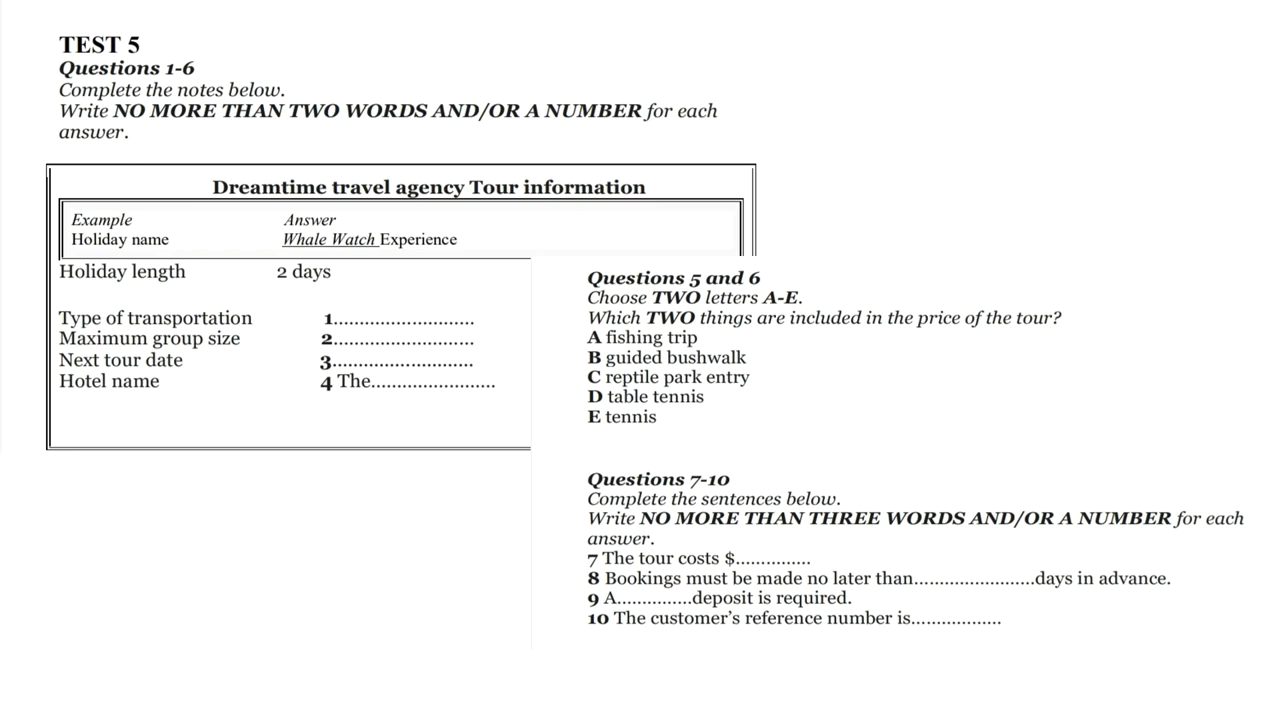 TEST 5
Questions 1-6
Complete the notes below.
Write NO MORE THAN TWO WORDS AND/OR A NUMBER for each
answer.
Dreamtime travel agency Tour information
Example Answer
Holiday name Whale Watch Experience
Holiday length 2 days
Type of transportation 1...........................
Maximum group size 2...........................
Next tour date 3...........................
Hotel name 4 The........................
Questions 5 and 6
Choose TWO letters A-E.
Which TWO things are included in the price of the tour?
A fishing trip
B guided bushwalk
C reptile park entry
D table tennis
E tennis
Questions 7-10
Complete the sentences below.
Write NO MORE THAN THREE WORDS AND/OR A NUMBER for each
answer.
7 The tour costs $...............
8 Bookings must be made no later than........................days in advance.
9 A...............deposit is required.
10 The customer's reference number is..................